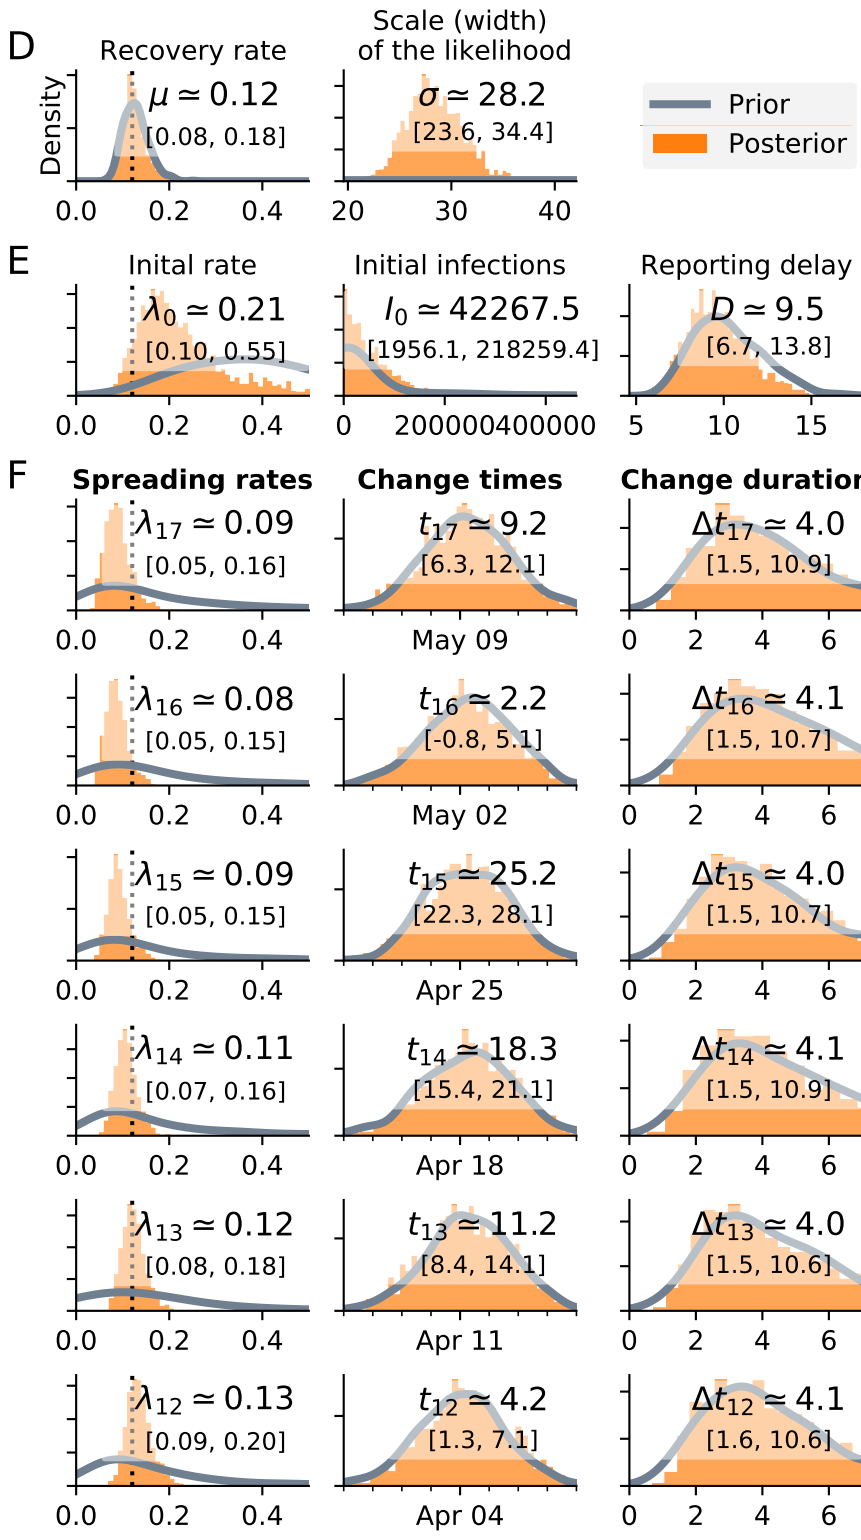 D
Recovery rate
Scale (width)
of the likelihood
Density
μ ≃ 0.12
[0.08, 0.18]
0.0 0.2 0.4
σ ≃ 28.2
[23.6, 34.4]
20 30 40
Prior
Posterior
E
Inital rate
λ0 ≃ 0.21
[0.10, 0.55]
0.0 0.2 0.4
Initial infections
I0 ≃ 42267.5
[1956.1, 218259.4]
0 200000 400000
Reporting delay
D ≃ 9.5
[6.7, 13.8]
5 10 15
F
Spreading rates
Change times
Change duration
λ17 ≃ 0.09
[0.05, 0.16]
0.0 0.2 0.4
t17 ≃ 9.2
[6.3, 12.1]
May 09
Δt17 ≃ 4.0
[1.5, 10.9]
0 2 4 6
λ16 ≃ 0.08
[0.05, 0.15]
0.0 0.2 0.4
t16 ≃ 2.2
[-0.8, 5.1]
May 02
Δt16 ≃ 4.1
[1.5, 10.7]
0 2 4 6
λ15 ≃ 0.09
[0.05, 0.15]
0.0 0.2 0.4
t15 ≃ 25.2
[22.3, 28.1]
Apr 25
Δt15 ≃ 4.0
[1.5, 10.7]
0 2 4 6
λ14 ≃ 0.11
[0.07, 0.16]
0.0 0.2 0.4
t14 ≃ 18.3
[15.4, 21.1]
Apr 18
Δt14 ≃ 4.1
[1.5, 10.9]
0 2 4 6
λ13 ≃ 0.12
[0.08, 0.18]
0.0 0.2 0.4
t13 ≃ 11.2
[8.4, 14.1]
Apr 11
Δt13 ≃ 4.0
[1.5, 10.6]
0 2 4 6
λ12 ≃ 0.13
[0.09, 0.20]
0.0 0.2 0.4
t12 ≃ 4.2
[1.3, 7.1]
Apr 04
Δt12 ≃ 4.1
[1.6, 10.6]
0 2 4 6